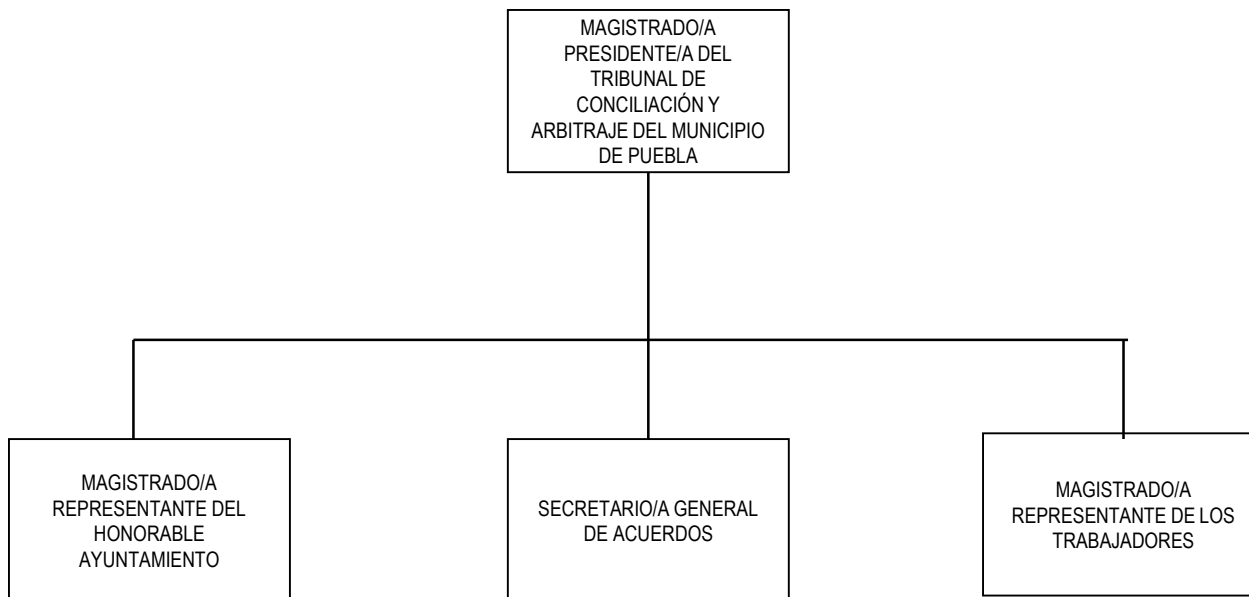 MAGISTRADO/A
PRESIDENTE/A DEL
TRIBUNAL DE
CONCILIACIÓN Y
ARBITRAJE DEL MUNICIPIO
DE PUEBLA
MAGISTRADO/A
REPRESENTANTE DEL
HONORABLE
AYUNTAMIENTO
SECRETARIO/A GENERAL
DE ACUERDOS
MAGISTRADO/A
REPRESENTANTE DE LOS
TRABAJADORES